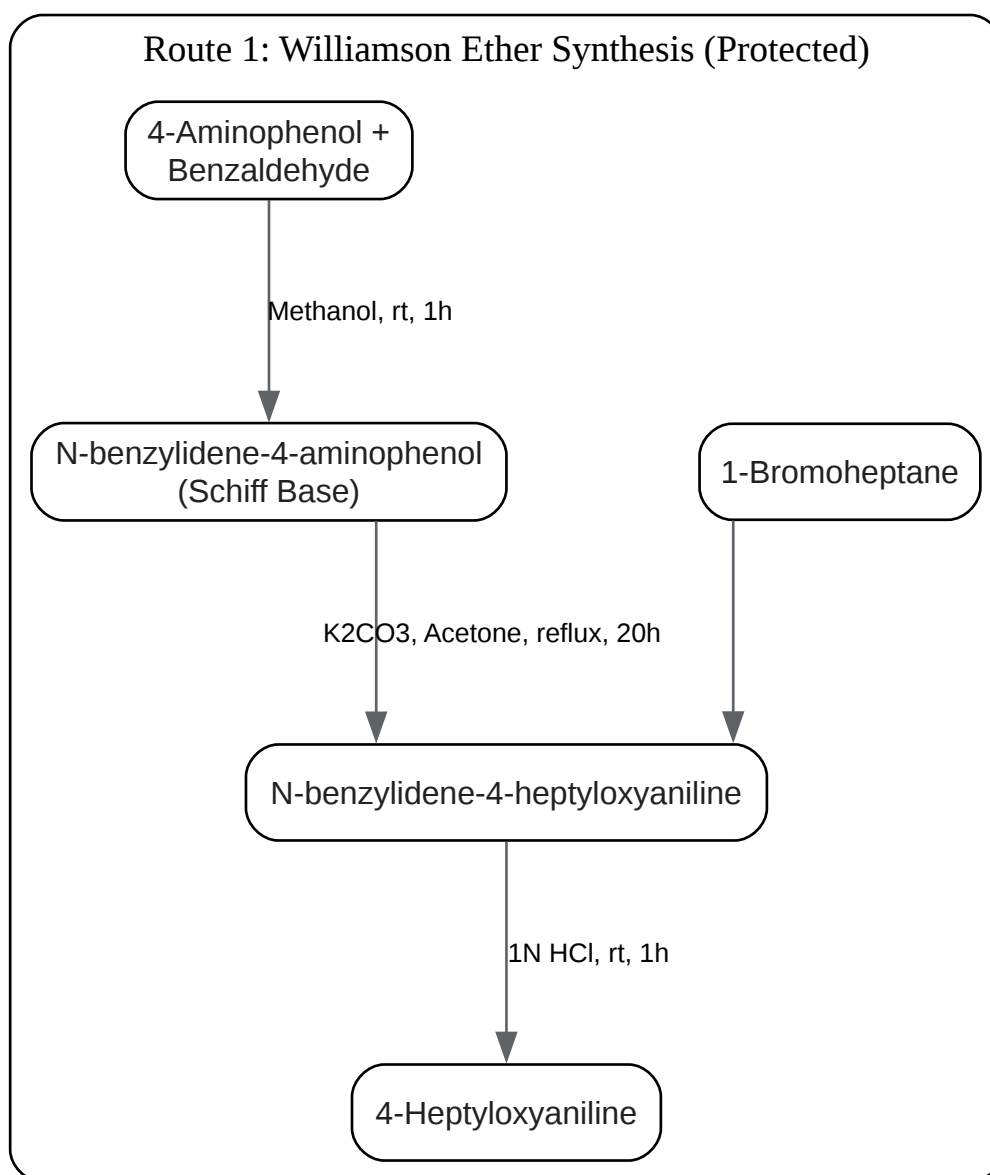 Route 1: Williamson Ether Synthesis (Protected)
4-Aminophenol +
Benzaldehyde
Methanol, rt, 1h
N-benzylidene-4-aminophenol
(Schiff Base)
1-Bromoheptane
K2CO3, Acetone, reflux, 20h
N-benzylidene-4-heptyloxyaniline
1N HCl, rt, 1h
4-Heptyloxyaniline